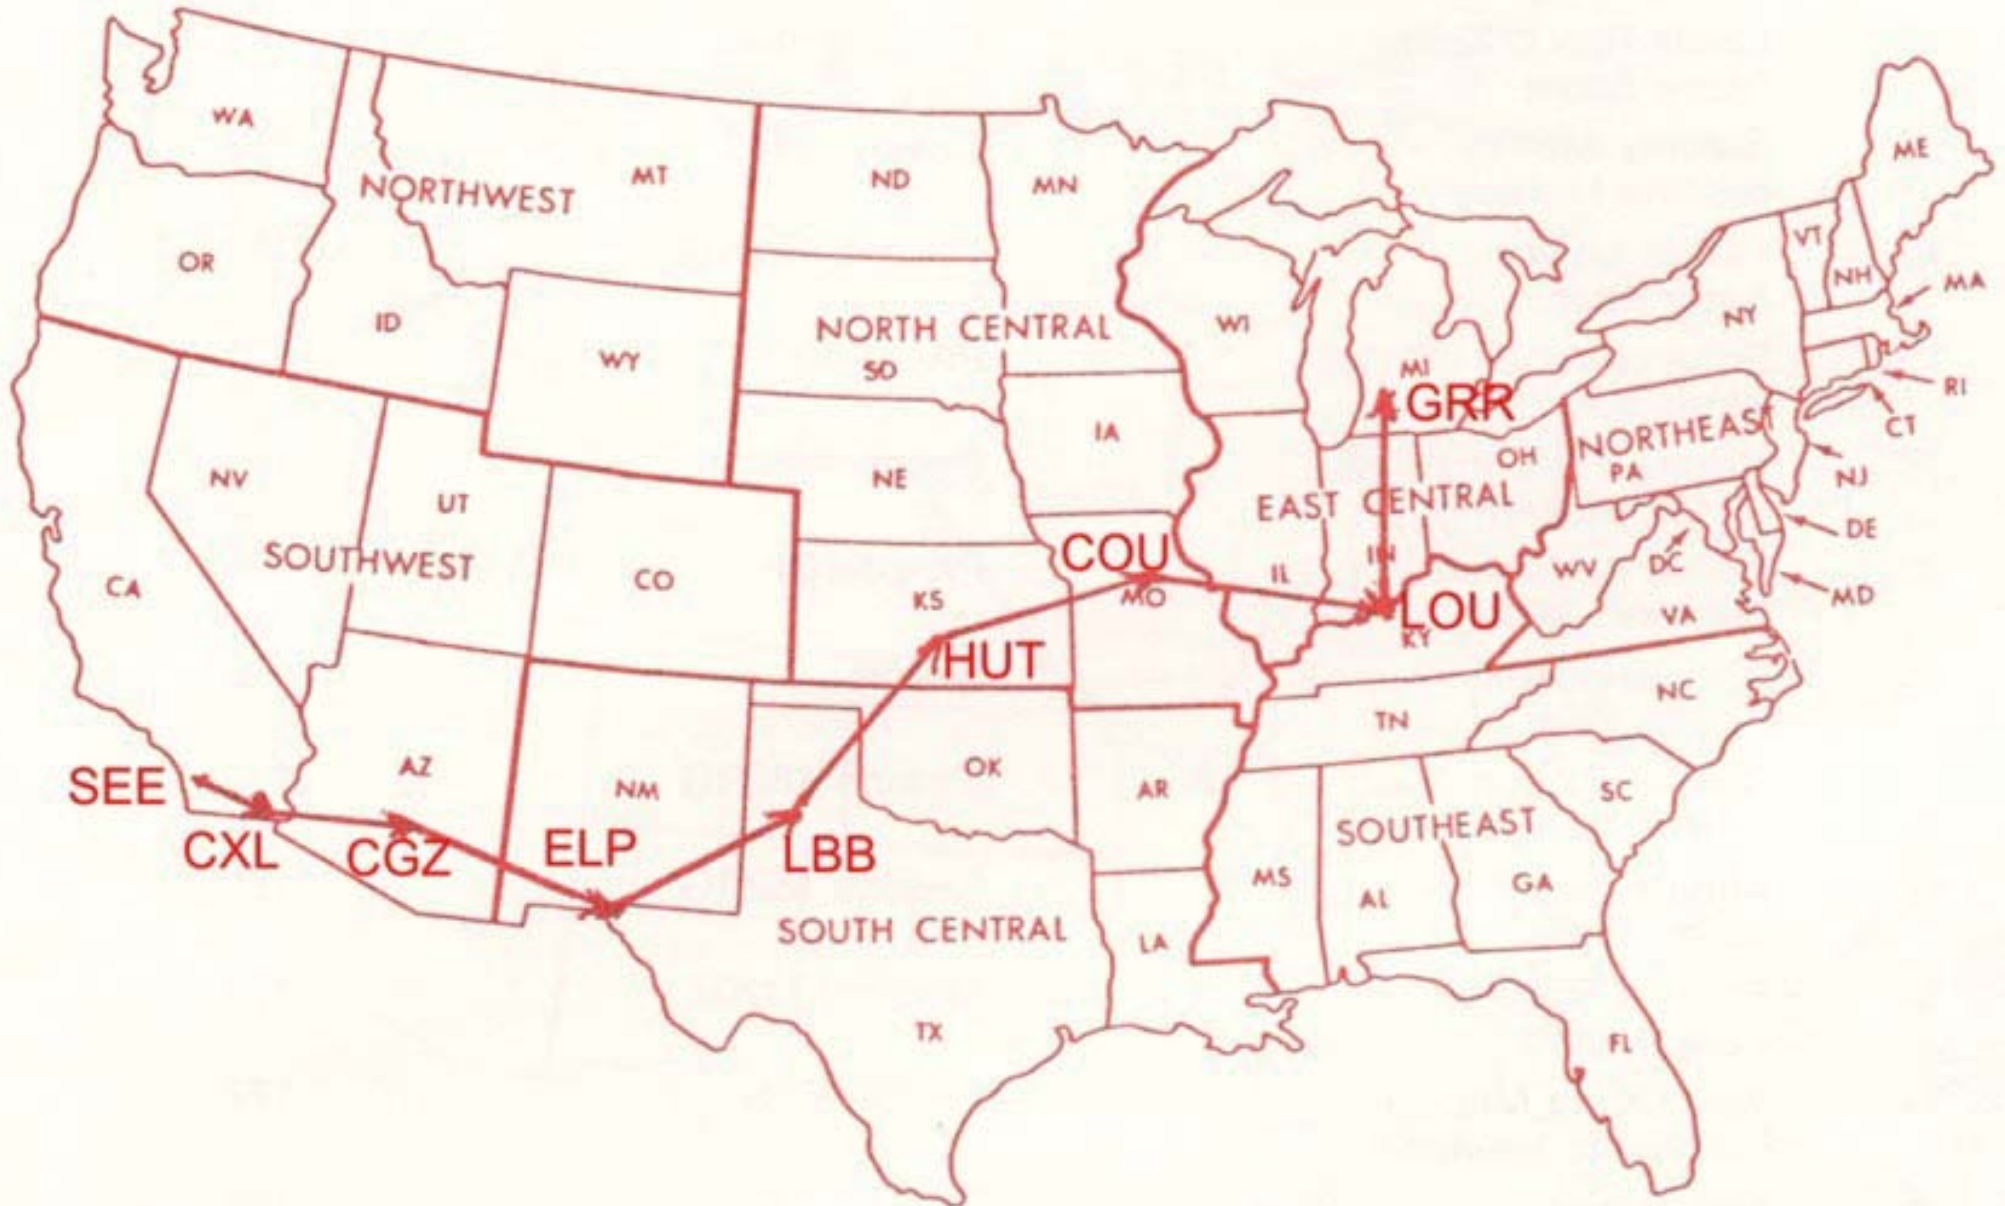 WA
NORTHWEST
MT
ND
MN
ME
OR
ID
WY
NORTH CENTRAL
SD
WI
MI
GRR
NY
VT
NH
MA
RI
CT
NJ
DE
MD
NV
UT
SOUTHWEST
CA
CO
NE
IA
KS
COU
MO
HUT
EAST CENTRAL
IL
IN
OH
NORTHEAST
PA
WV
DC
VA
LOU
KY
SEE
CXL
AZ
CGZ
NM
ELP
LBB
OK
AR
TN
NC
SC
SOUTHEAST
MS
AL
GA
SOUTH CENTRAL
LA
TX
FL